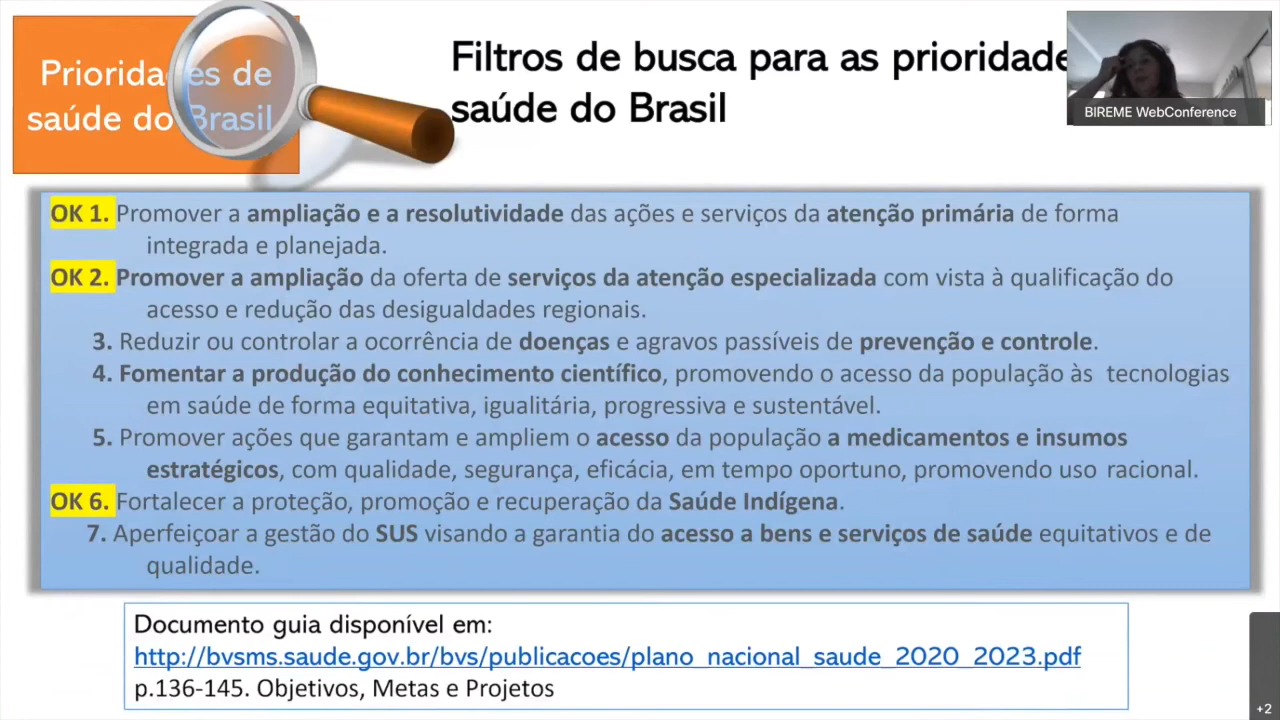 Prioridades de
saúde do Brasil
Filtros de busca para as prioridade
saúde do Brasil
BIREME WebConference
OK 1. Promover a ampliação e a resolutividade das ações e serviços da atenção primária de forma
integrada e planejada.
OK 2. Promover a ampliação da oferta de serviços da atenção especializada com vista à qualificação do
acesso e redução das desigualdades regionais.
3. Reduzir ou controlar a ocorrência de doenças e agravos passíveis de prevenção e controle.
4. Fomentar a produção do conhecimento científico, promovendo o acesso da população às tecnologias
em saúde de forma equitativa, igualitária, progressiva e sustentável.
5. Promover ações que garantam e ampliem o acesso da população a medicamentos e insumos
estratégicos, com qualidade, segurança, eficácia, em tempo oportuno, promovendo uso racional.
OK 6. Fortalecer a proteção, promoção e recuperação da Saúde Indígena.
7. Aperfeiçoar a gestão do SUS visando a garantia do acesso a bens e serviços de saúde equitativos e de
qualidade.
Documento guia disponível em:
http://bvsms.saude.gov.br/bvs/publicacoes/plano_nacional_saude_2020_2023.pdf
p.136-145. Objetivos, Metas e Projetos
+2